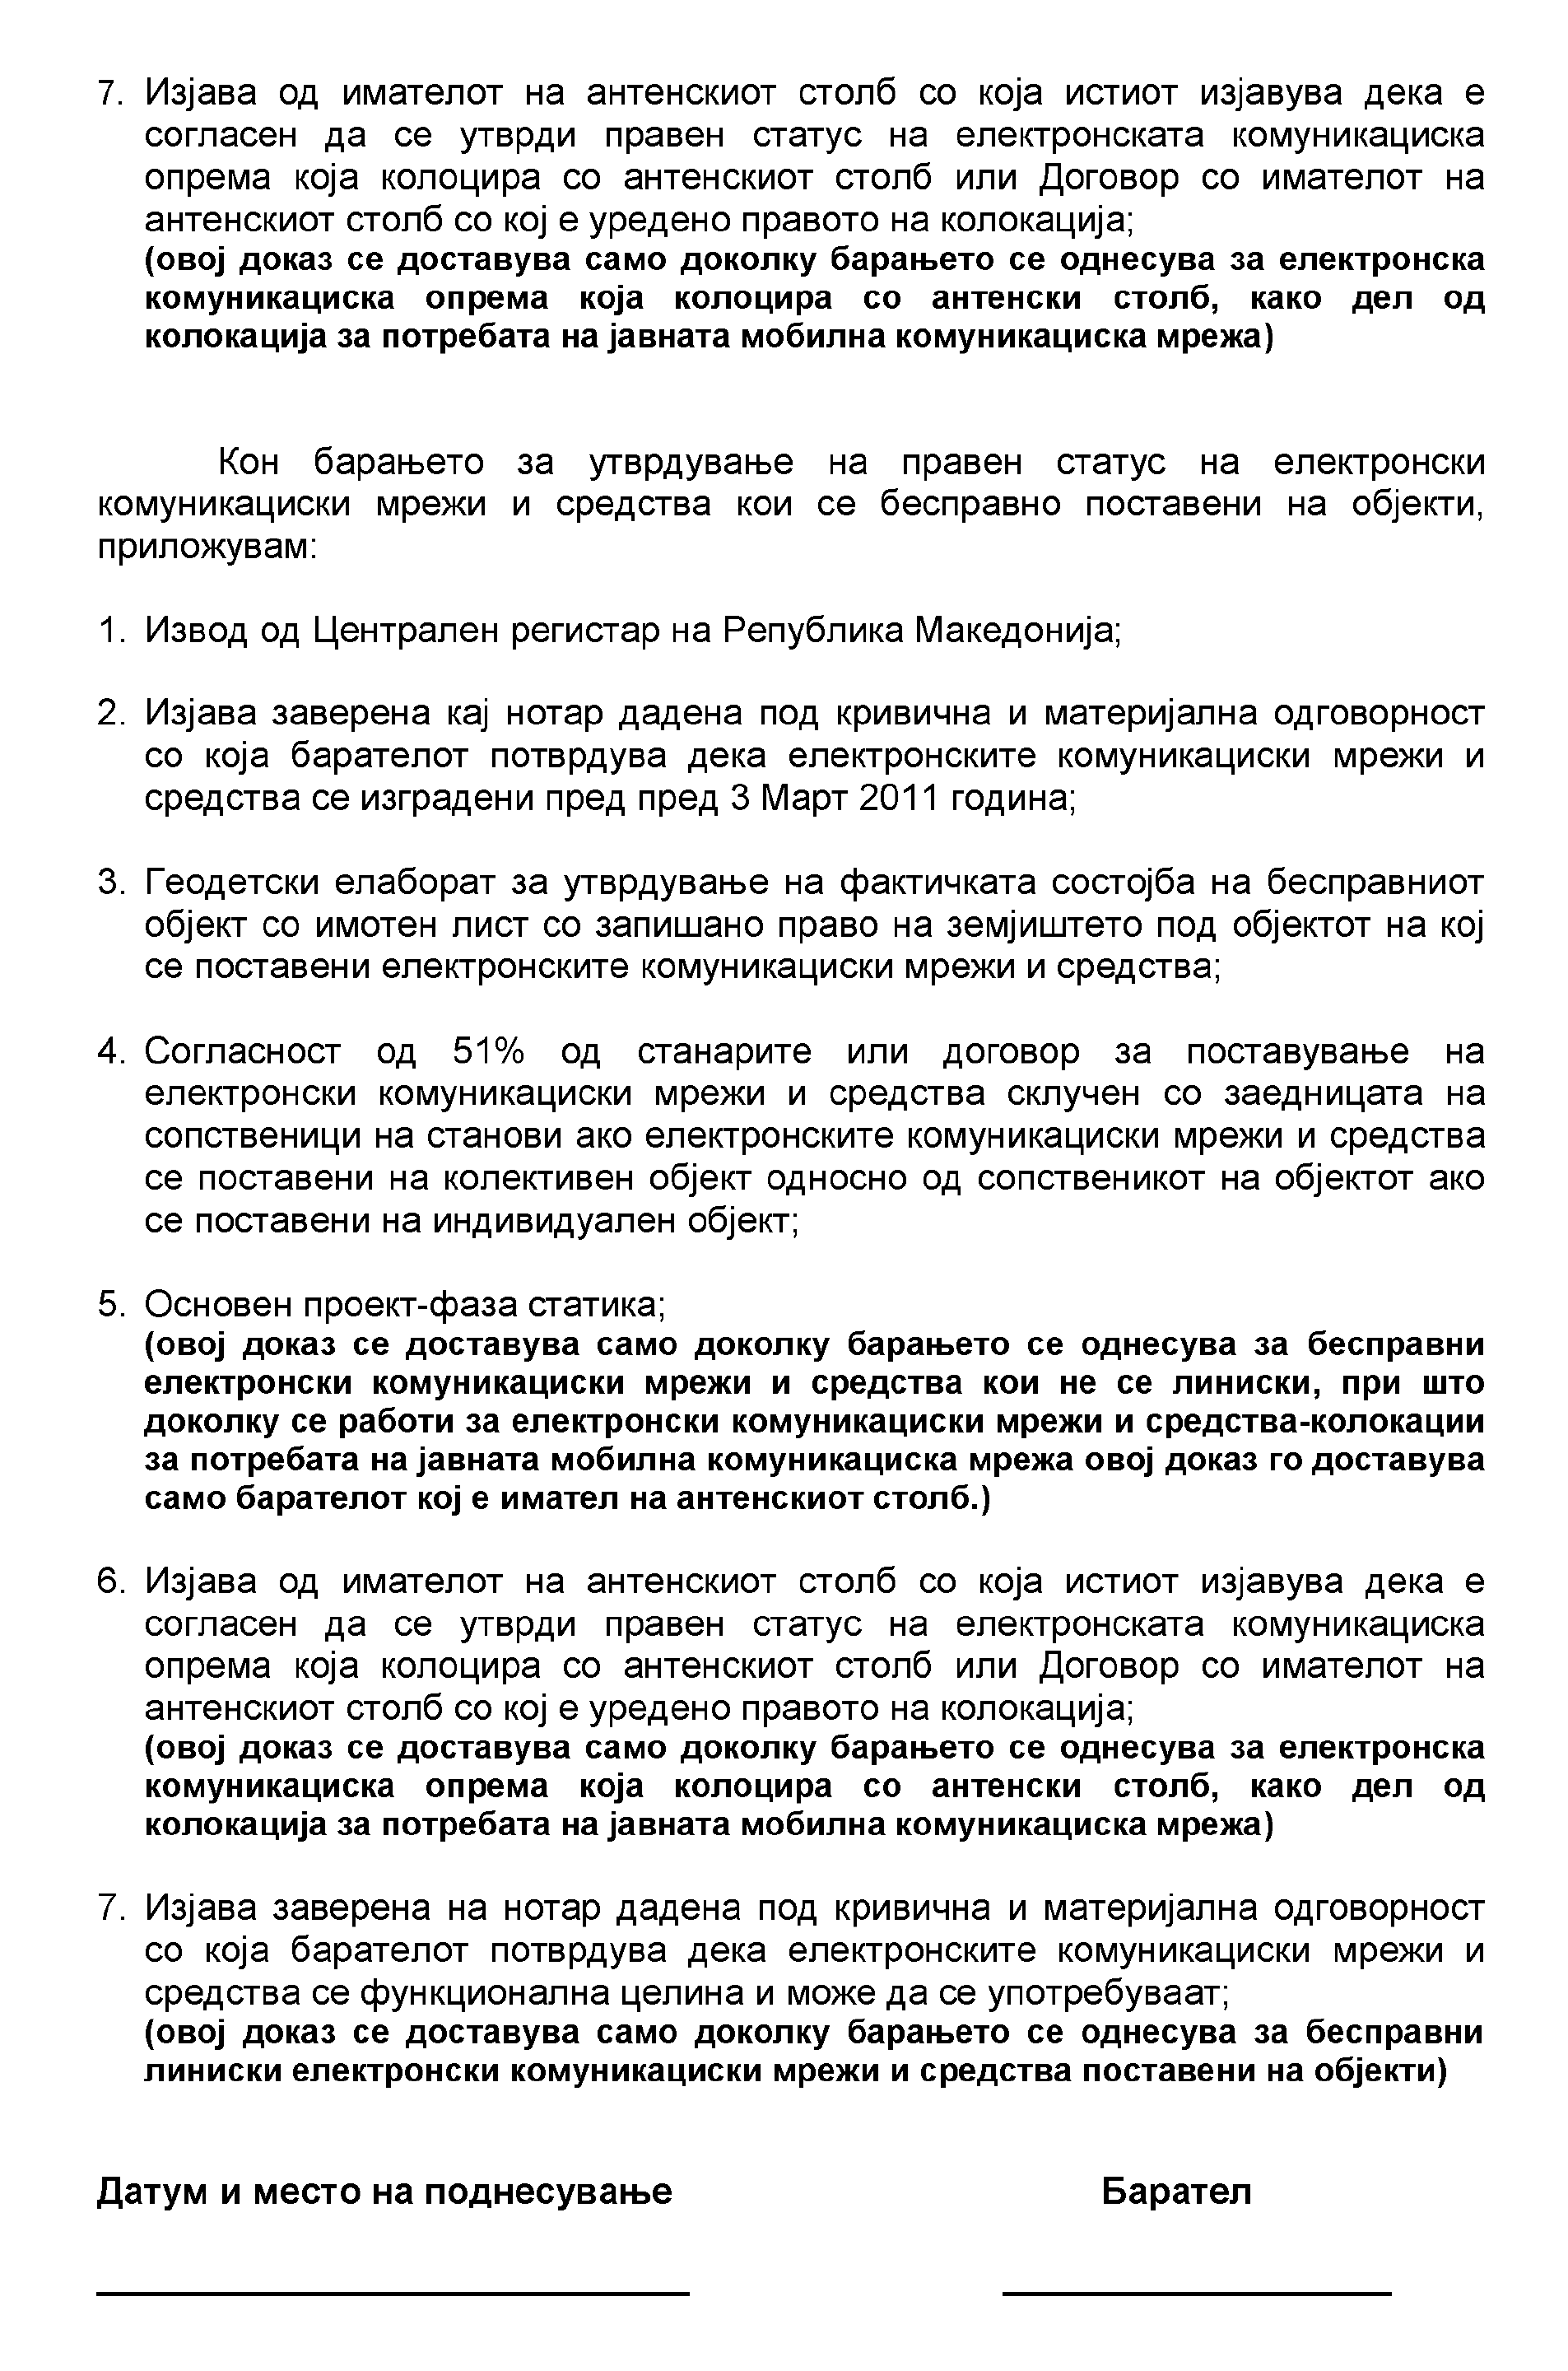 7. Изјава од имателот на антенскиот столб со која истиот изјавува дека е
согласен да се утврди правен статус на електронската комуникациска
опрема која колоцира со антенскиот столб или Договор со имателот на
антенскиот столб со кој е уредено правото на колокација;
(овој доказ се доставува само доколку барањето се однесува за електронска
комуникациска опрема која колоцира со антенски столб, како дел од
колокација за потребата на јавната мобилна комуникациска мрежа)
Кон барањето за утврдување на правен статус на електронски
комуникациски мрежи и средства кои се бесправно поставени на објекти,
приложувам:
1. Извод од Централен регистар на Република Македонија;
2. Изјава заверена кај нотар дадена под кривична и материјална одговорност
со која барателот потврдува дека електронските комуникациски мрежи и
средства се изградени пред пред 3 Март 2011 година;
3. Геодетски елаборат за утврдување на фактичката состојба на бесправниот
објект со имотен лист со запишано право на земјиштето под објектот на кој
се поставени електронските комуникациски мрежи и средства;
4. Согласност од 51% од станарите или договор за поставување на
електронски комуникациски мрежи и средства склучен со заедницата на
сопственици на станови ако електронските комуникациски мрежи и средства
се поставени на колективен објект односно од сопственикот на објектот ако
се поставени на индивидуален објект;
5. Основен проект-фаза статика;
(овој доказ се доставува само доколку барањето се однесува за бесправни
електронски комуникациски мрежи и средства кои не се линиски, при што
доколку се работи за електронски комуникациски мрежи и средства-колокации
за потребата на јавната мобилна комуникациска мрежа овој доказ го доставува
само барателот кој е имател на антенскиот столб.)
6. Изјава од имателот на антенскиот столб со која истиот изјавува дека е
согласен да се утврди правен статус на електронската комуникациска
опрема која колоцира со антенскиот столб или Договор со имателот на
антенскиот столб со кој е уредено правото на колокација;
(овој доказ се доставува само доколку барањето се однесува за електронска
комуникациска опрема која колоцира со антенски столб, како дел од
колокација за потребата на јавната мобилна комуникациска мрежа)
7. Изјава заверена на нотар дадена под кривична и материјална одговорност
со која барателот потврдува дека електронските комуникациски мрежи и
средства се функционална целина и може да се употребуваат;
(овој доказ се доставува само доколку барањето се однесува за бесправни
линиски електронски комуникациски мрежи и средства поставени на објекти)
Датум и место на поднесување Барател